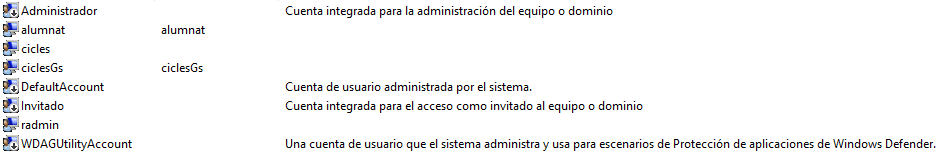 Administrador Cuenta integrada para la administración del equipo o dominio
alumnat alumnat
cicles
ciclesGs ciclesGs
DefaultAccount Cuenta de usuario administrada por el sistema.
Invitado Cuenta integrada para el acceso como invitado al equipo o dominio
radmin
WDAGUtilityAccount Una cuenta de usuario que el sistema administra y usa para escenarios de Protección de aplicaciones de Windows Defender.